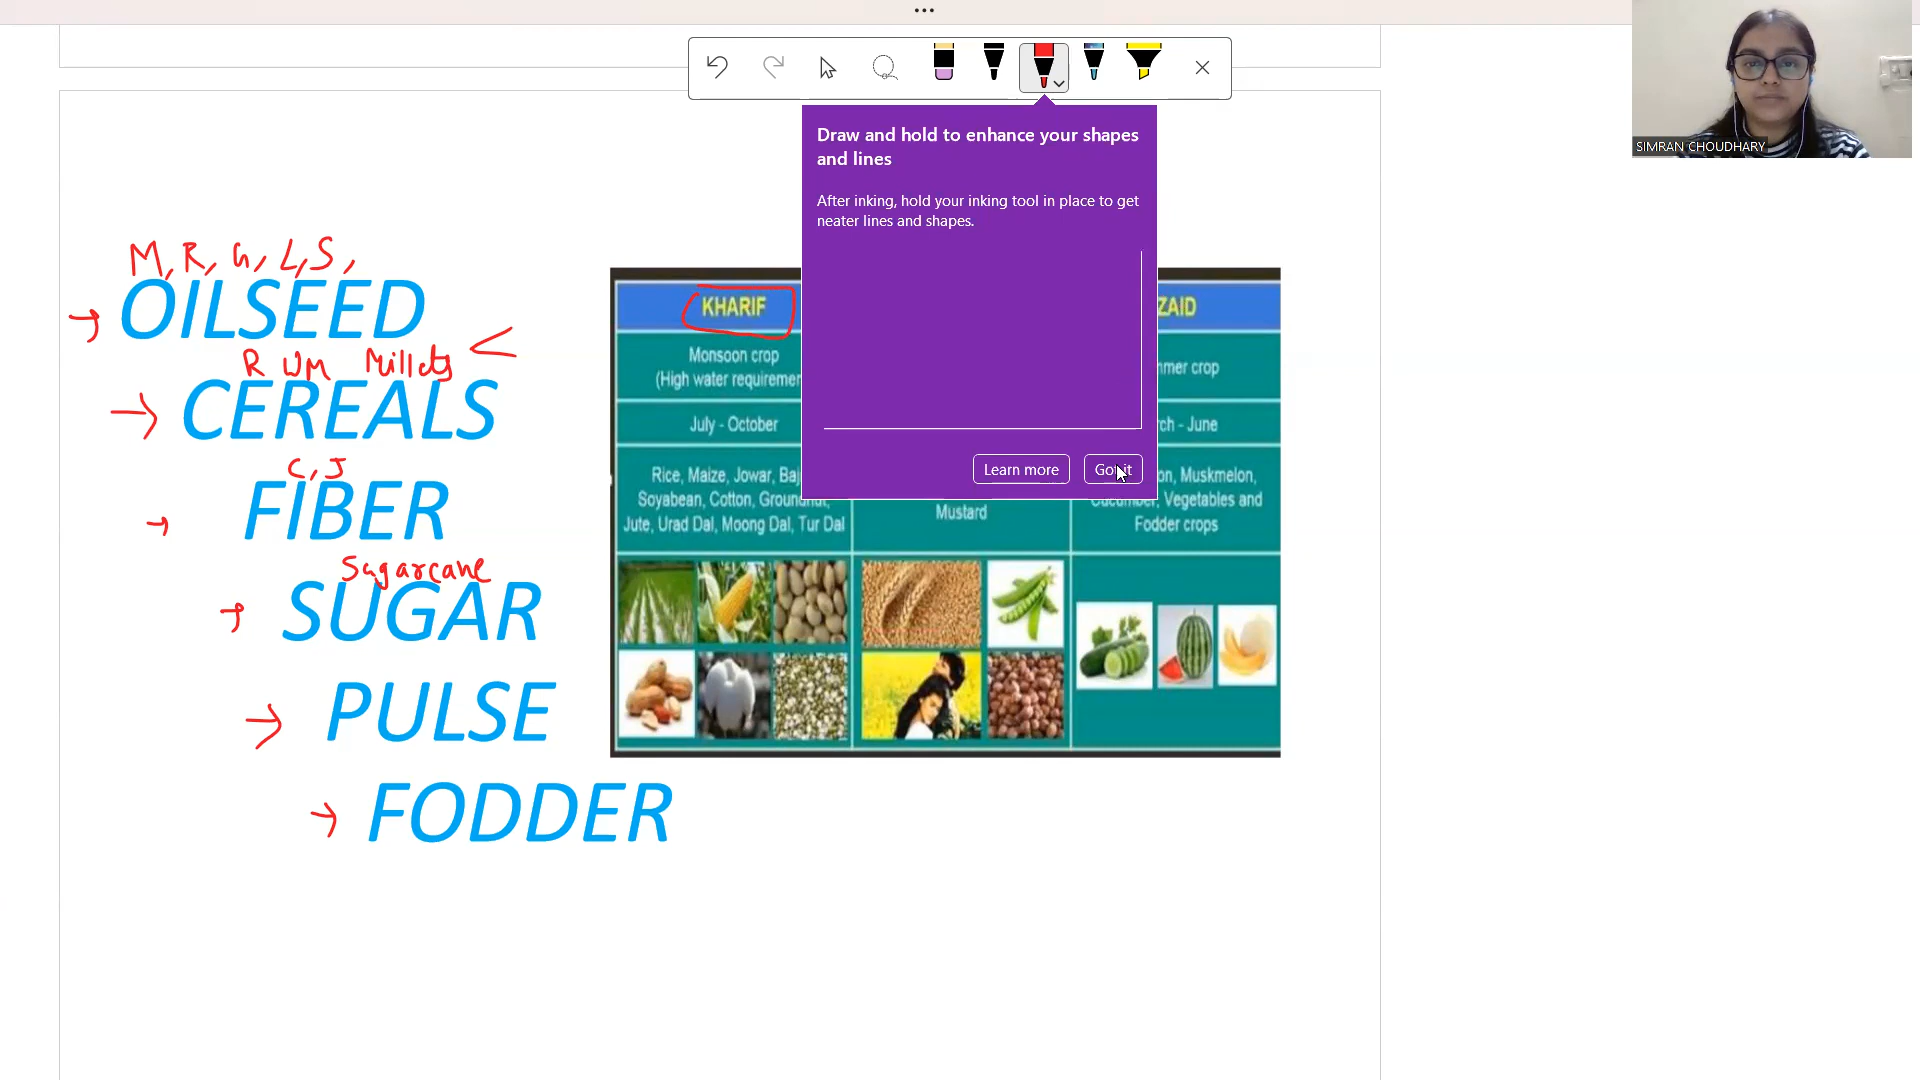 ...
SIMRAN CHOUDHARY
Draw and hold to enhance your shapes
and lines
After inking, hold your inking tool in place to get
neater lines and shapes.
Learn more
Got it
M, R, G, L, S,
OILSEED
R W M Millets
CEREALS
C, J
FIBER
Sugarcane
SUGAR
PULSE
FODDER
KHARIF
ZAID
Monsoon crop
(High water requiremen
mer crop
July - October
ch - June
Rice, Maize, Jowar, Baj
Soyabean, Cotton, Groundnut,
Jute, Urad Dal, Moong Dal, Tur Dal
Mustard
on, Muskmelon,
Cucumber, Vegetables and
Fodder crops